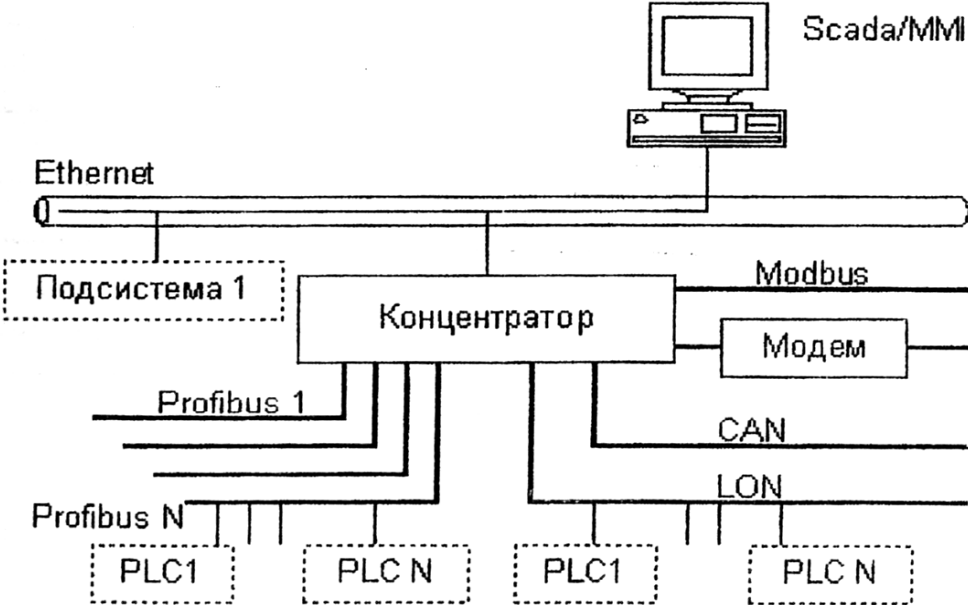 Scada/MMI
Ethernet
Подсистема 1
Концентратор
Modbus
Модем
Profibus 1
CAN
LON
Profibus N
PLC1
PLC N
PLC1
PLC N